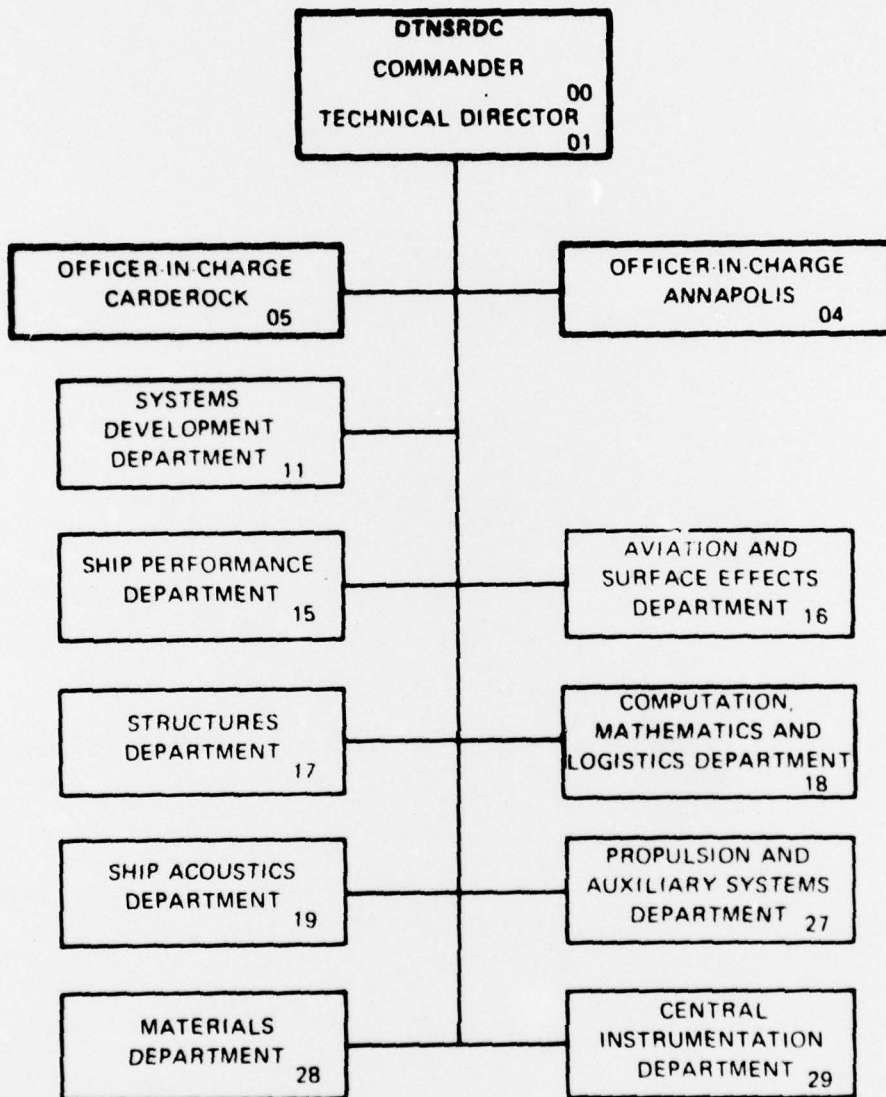 DTNSRDC
COMMANDER
00
TECHNICAL DIRECTOR
01
OFFICER-IN-CHARGE
CARDEROCK
05
OFFICER-IN-CHARGE
ANNAPOLIS
04
SYSTEMS
DEVELOPMENT
DEPARTMENT
11
SHIP PERFORMANCE
DEPARTMENT
15
AVIATION AND
SURFACE EFFECTS
DEPARTMENT
16
STRUCTURES
DEPARTMENT
17
COMPUTATION,
MATHEMATICS AND
LOGISTICS DEPARTMENT
18
SHIP ACOUSTICS
DEPARTMENT
19
PROPULSION AND
AUXILIARY SYSTEMS
DEPARTMENT
27
MATERIALS
DEPARTMENT
28
CENTRAL
INSTRUMENTATION
DEPARTMENT
29